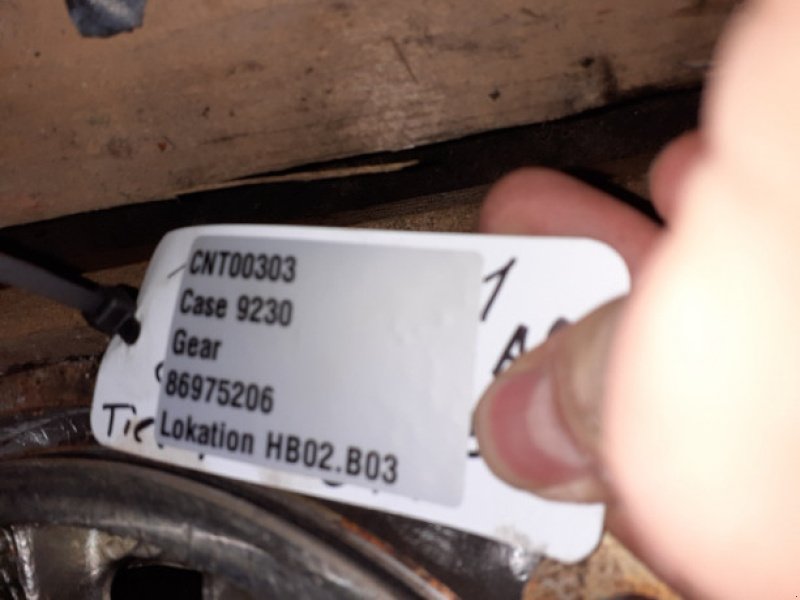 CNT00303
Case 9230
Gear
86975206
Lokation HB02.B03